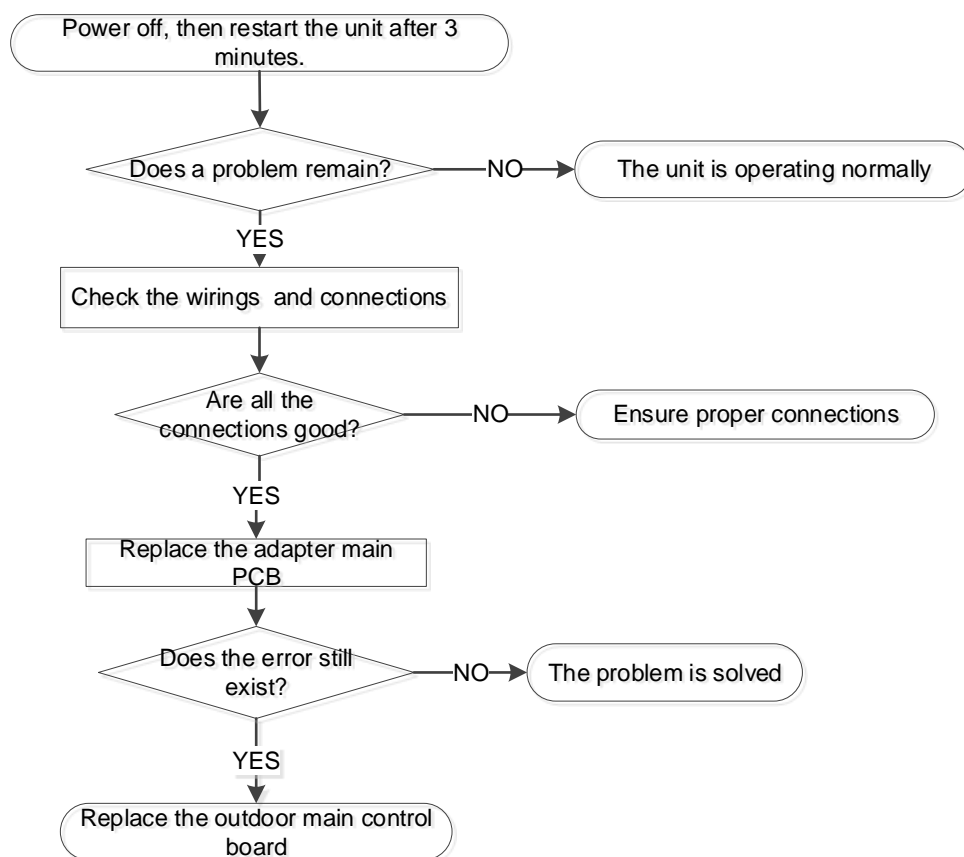 Power off, then restart the unit after 3
minutes.
Does a problem remain?
NO
The unit is operating normally
YES
Check the wirings  and connections
Are all the
connections good?
NO
Ensure proper connections
YES
Replace the adapter main
PCB
Does the error still
exist?
NO
The problem is solved
YES
Replace the outdoor main control
board